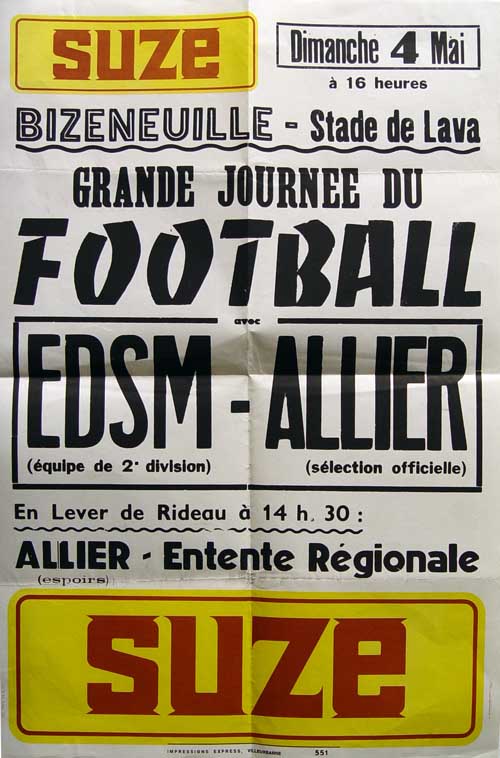 SUZE
Dimanche 4 Mai
à 16 heures
BIZENEUILLE - Stade de Lava
GRANDE JOURNEE DU
FOOTBALL
avec
EDSM - ALLIER
(équipe de 2e division) (sélection officielle)
En Lever de Rideau à 14 h. 30 :
ALLIER - Entente Régionale
(espoirs)
SUZE
IMPRESSIONS EXPRESS, VILLEURBANNE 551